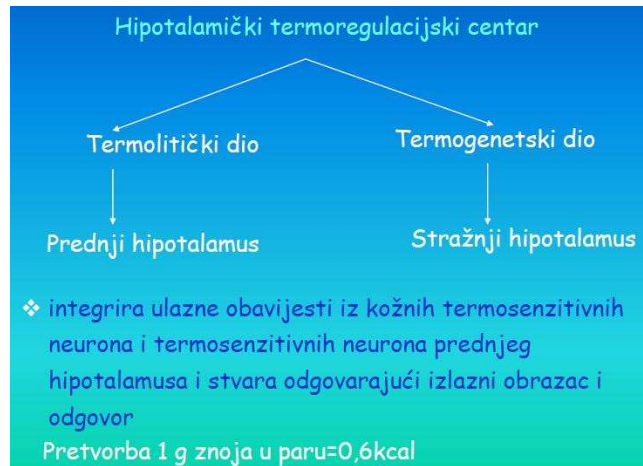 Hipotalamički termoregulacijski centar
Termolitički dio
Termogenetski dio
Prednji hipotalamus
Stražnji hipotalamus
❖ integrira ulazne obavijesti iz kožnih termosenzitivnih
neurona i termosenzitivnih neurona prednjeg
hipotalamusa i stvara odgovarajući izlazni obrazac i
odgovor
Pretvorba 1 g znoja u paru=0,6kcal